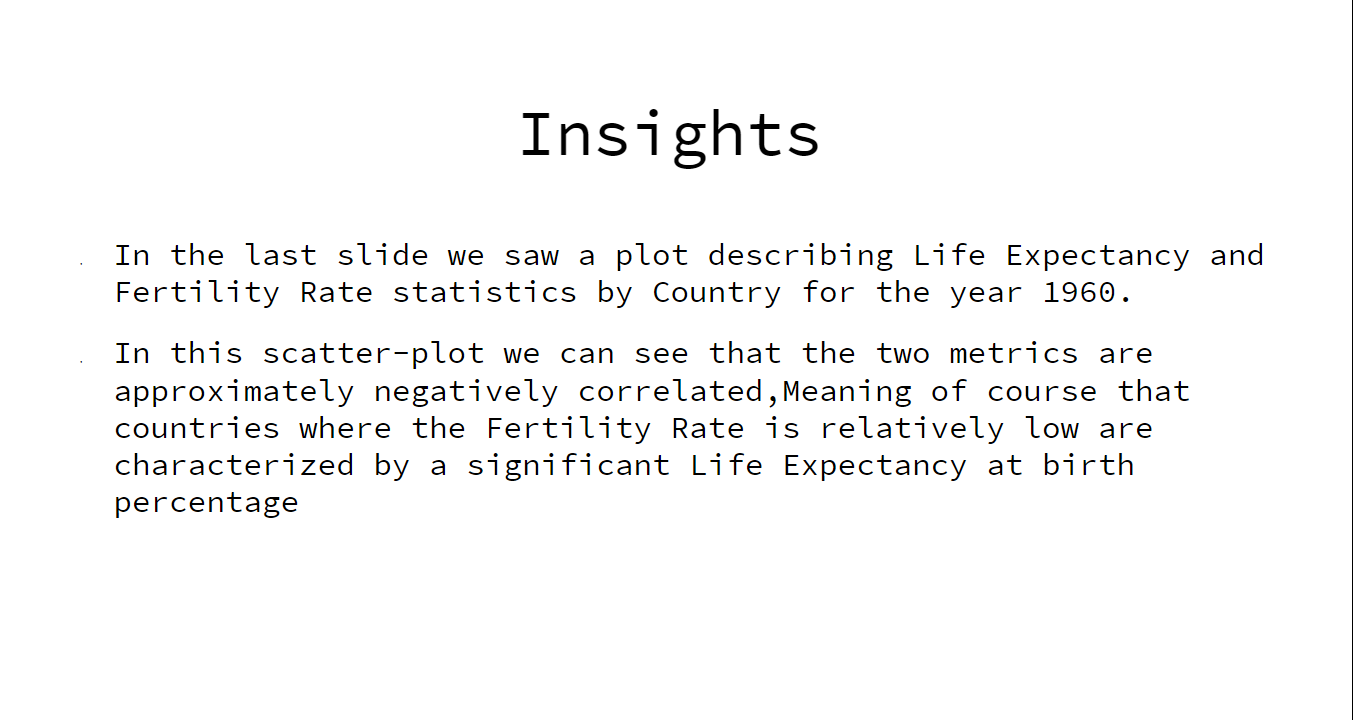 Insights
. In the last slide we saw a plot describing Life Expectancy and
Fertility Rate statistics by Country for the year 1960.
. In this scatter-plot we can see that the two metrics are
approximately negatively correlated,Meaning of course that
countries where the Fertility Rate is relatively low are
characterized by a significant Life Expectancy at birth
percentage